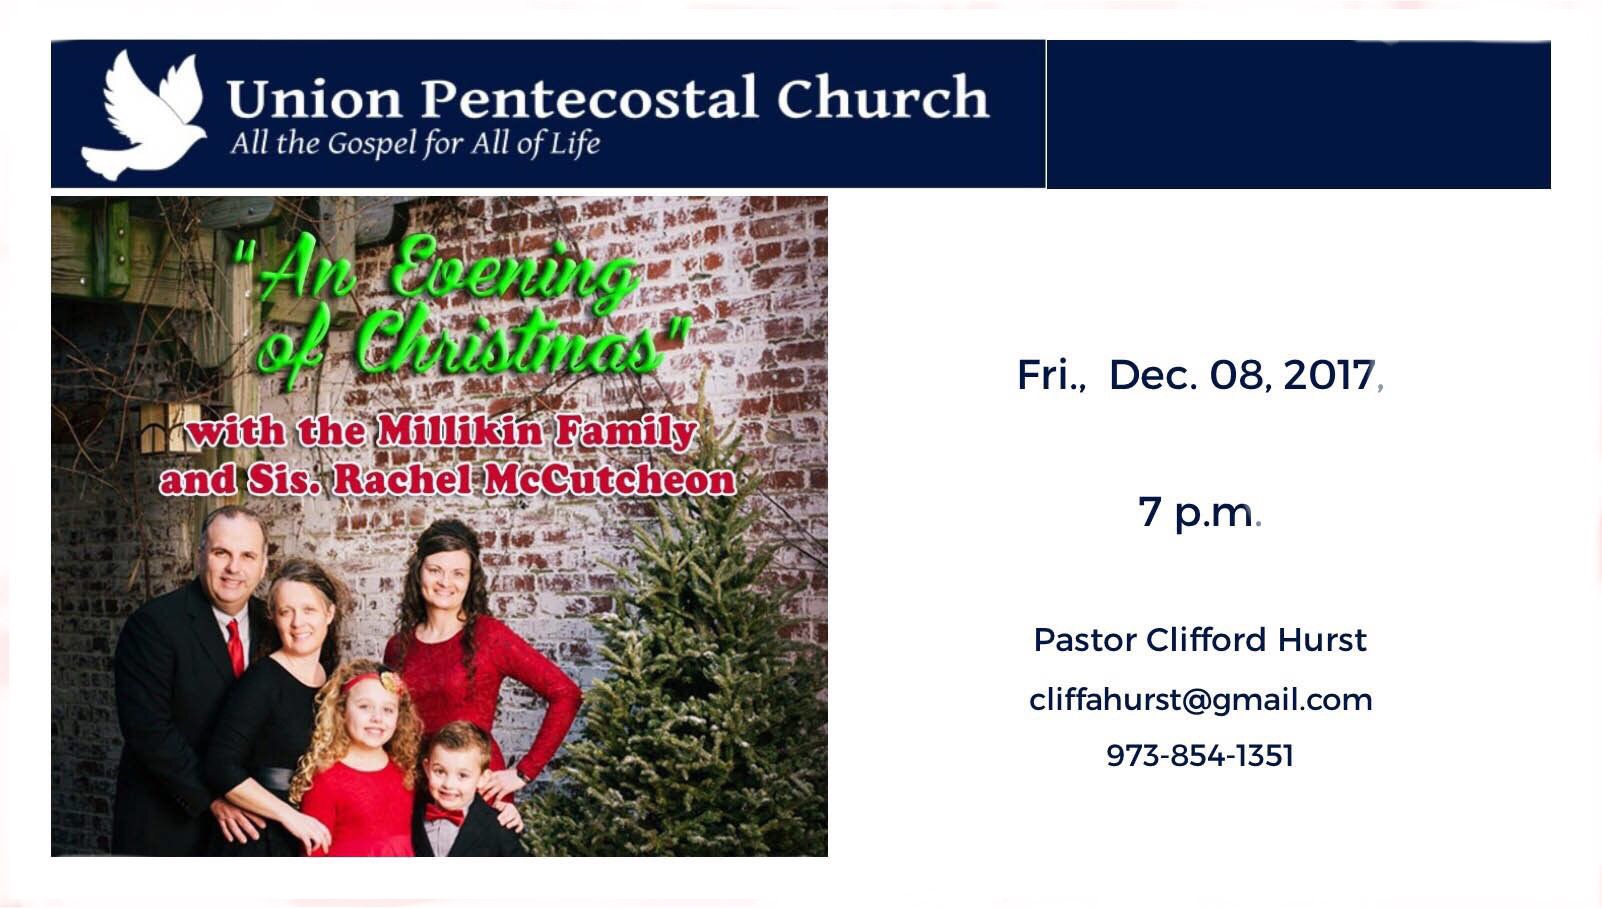 Union Pentecostal Church
All the Gospel for All of Life
"An Evening
of Christmas"
with the Millikin Family
and Sis. Rachel McCutcheon
Fri., Dec. 08, 2017,
7 p.m.
Pastor Clifford Hurst
cliffahurst@gmail.com
973-854-1351